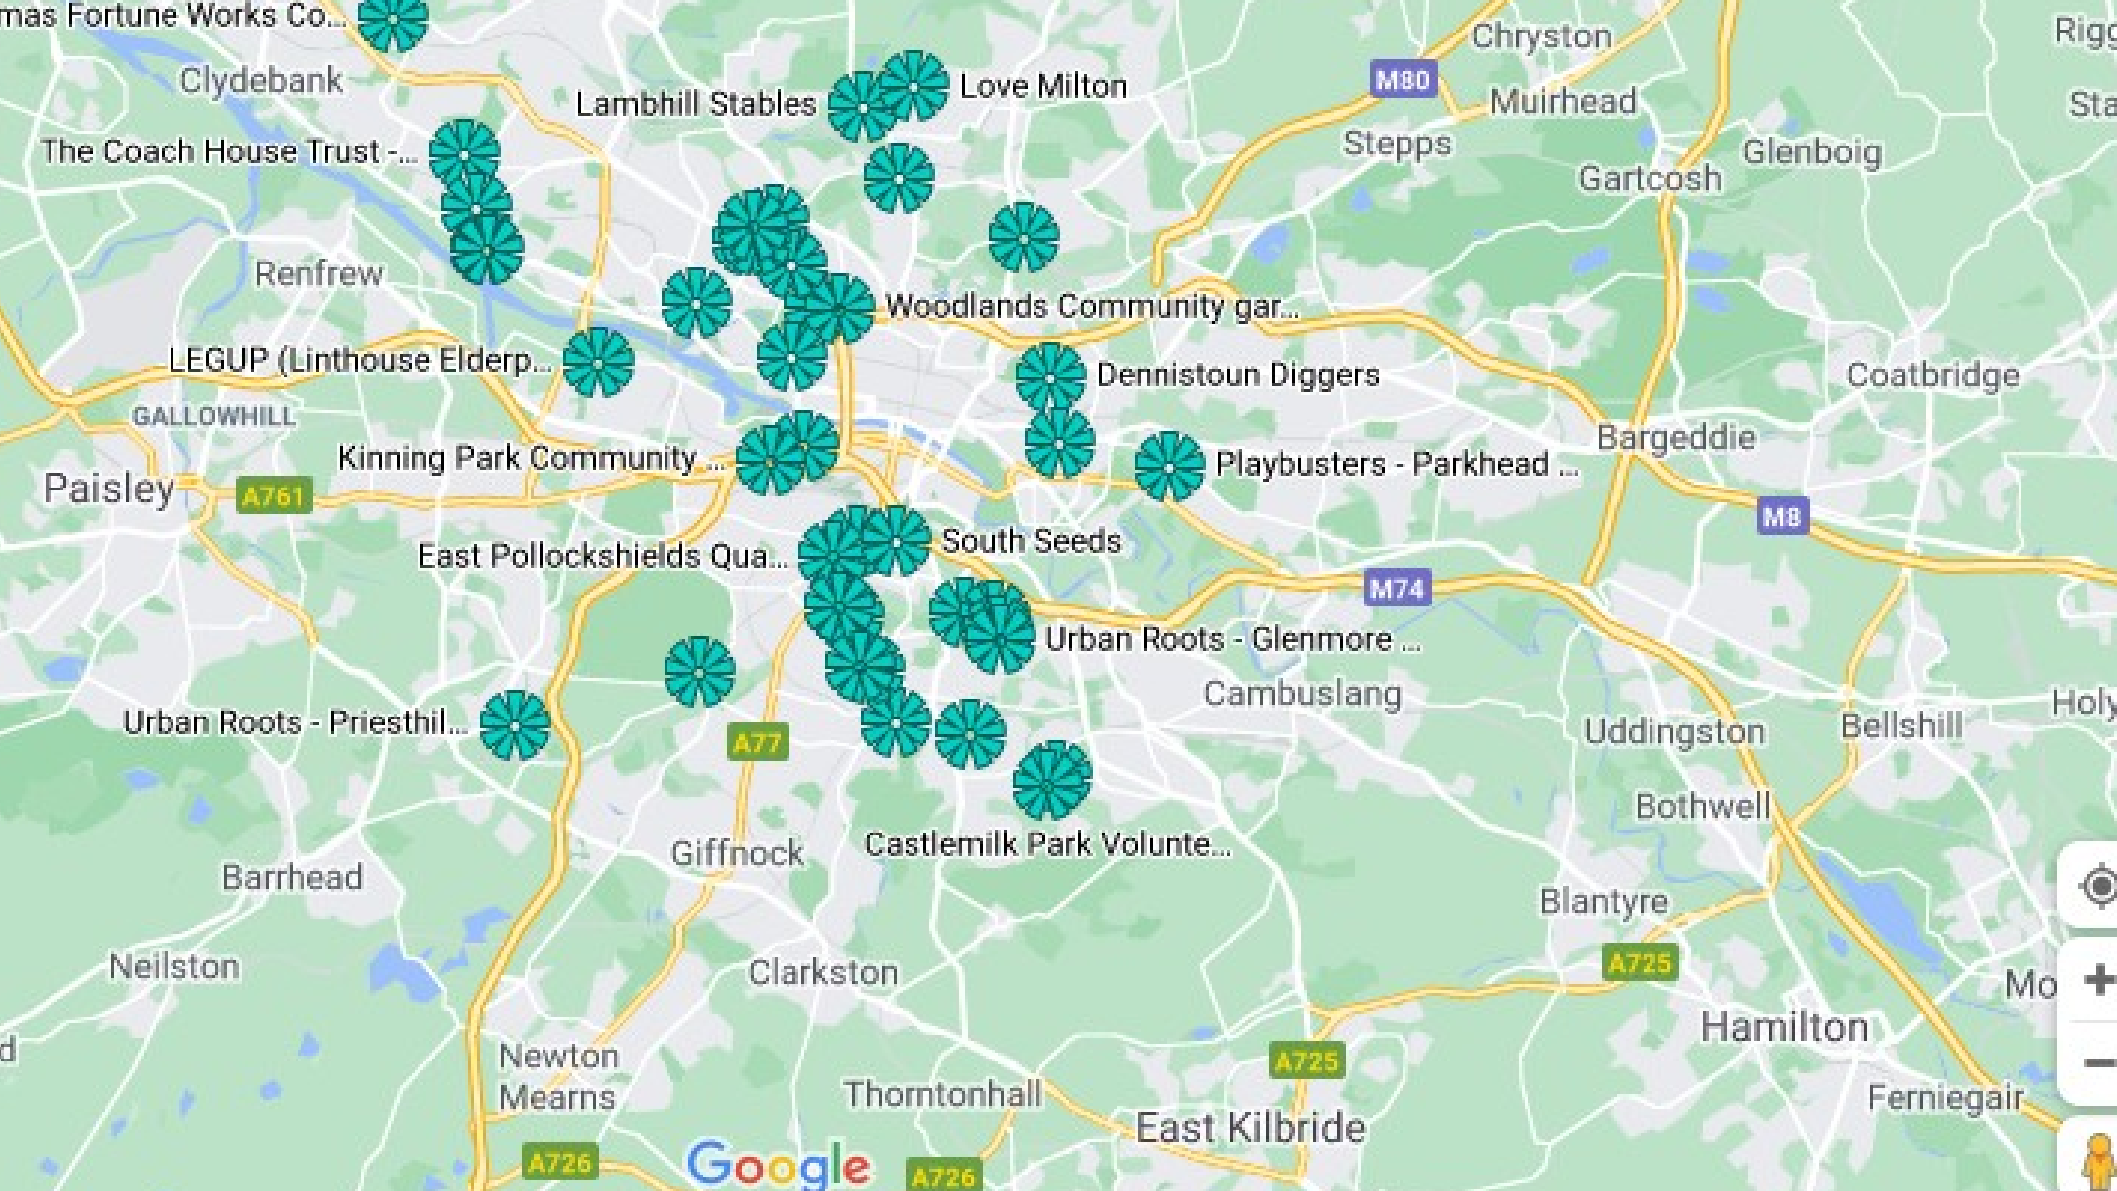 mas Fortune Works Co...
Chryston
Rigg
Clydebank
M80
Lambhill Stables
Love Milton
Muirhead
Sta
Stepps
The Coach House Trust -...
Glenboig
Gartcosh
Renfrew
Woodlands Community gar...
LEGUP (Linthouse Elderp...
Dennistoun Diggers
Coatbridge
GALLOWHILL
Kinning Park Community ...
Bargeddie
Playbusters - Parkhead ...
Paisley
A761
M8
East Pollockshields Qua...
South Seeds
M74
Urban Roots - Glenmore ...
Cambuslang
Holy
Urban Roots - Priesthil...
A77
Uddingston
Bellshill
Bothwell
Giffnock
Castlemilk Park Volunte...
Barrhead
Blantyre
Neilston
Clarkston
A725
Mo
Hamilton
d
Newton
Mearns
A725
Thorntonhall
Ferniegair
East Kilbride
A726
Google
A726